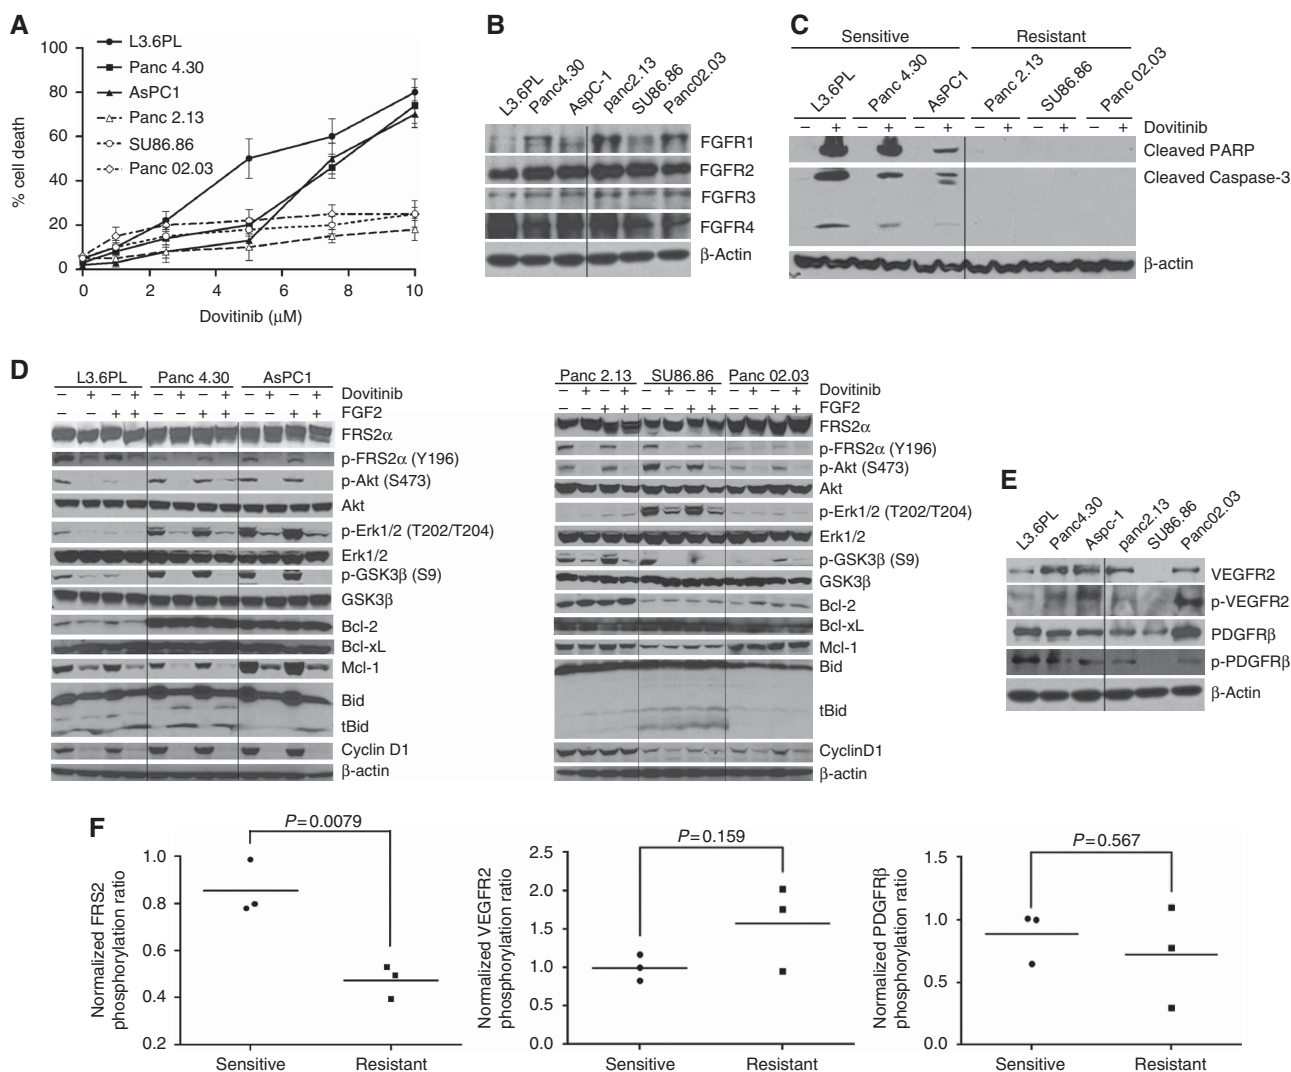 A
L3.6PL
Panc 4.30
AsPC1
Panc 2.13
SU86.86
Panc 02.03
% cell death
100
80
60
40
20
0
0 2 4 6 8 10
Dovitinib (μM)
B
L3.6PL Panc4.30 AspC-1 panc2.13 SU86.86 Panc02.03
FGFR1
FGFR2
FGFR3
FGFR4
β-Actin
C
Sensitive Resistant
L3.6PL Panc 4.30 AsPC1 Panc 2.13 SU86.86 Panc 02.03
– + – + – + – + – + – + Dovitinib
Cleaved PARP
Cleaved Caspase-3
β-actin
D
L3.6PL Panc 4.30 AsPC1
– + – + – + – + – + – + Dovitinib
– – + + – – + + – – + + FGF2
FRS2α
p-FRS2α (Y196)
p-Akt (S473)
Akt
p-Erk1/2 (T202/T204)
Erk1/2
p-GSK3β (S9)
GSK3β
Bcl-2
Bcl-xL
Mcl-1
Bid
tBid
Cyclin D1
β-actin
Panc 2.13 SU86.86 Panc 02.03
– + – + – + – + – + – + Dovitinib
– – + + – – + + – – + + FGF2
FRS2α
p-FRS2α (Y196)
p-Akt (S473)
Akt
p-Erk1/2 (T202/T204)
Erk1/2
p-GSK3β (S9)
GSK3β
Bcl-2
Bcl-xL
Mcl-1
Bid
tBid
CyclinD1
β-actin
E
L3.6PL Panc4.30 Aspc-1 panc2.13 SU86.86 Panc02.03
VEGFR2
p-VEGFR2
PDGFRβ
p-PDGFRβ
β-Actin
F
P=0.0079
Normalized FRS2
phosphorylation ratio
1.0
0.8
0.6
0.4
0.2
Sensitive Resistant
P=0.159
Normalized VEGFR2
phosphorylation ratio
2.5
2.0
1.5
1.0
0.5
0.0
Sensitive Resistant
P=0.567
Normalized PDGFRβ
phosphorylation ratio
1.5
1.0
0.5
0.0
Sensitive Resistant